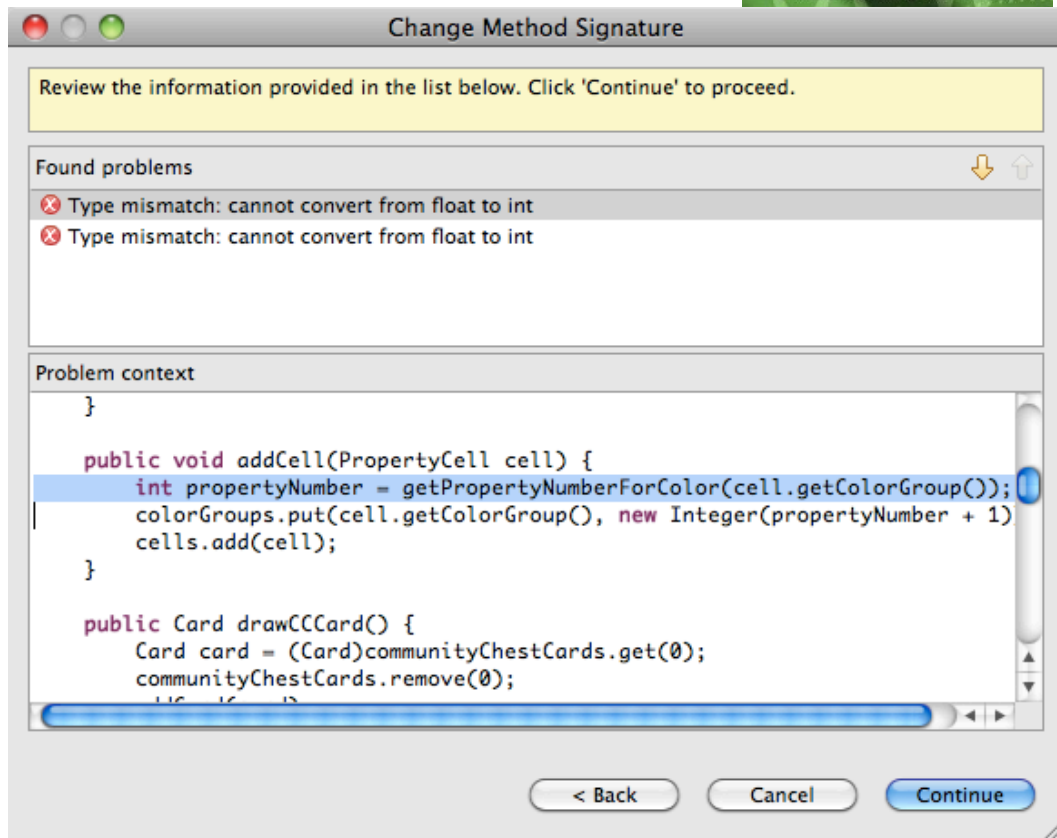 Change Method Signature
Review the information provided in the list below. Click 'Continue' to proceed.
Found problems
Type mismatch: cannot convert from float to int
Type mismatch: cannot convert from float to int
Problem context
}
public void addCell(PropertyCell cell) {
int propertyNumber = getPropertyNumberForColor(cell.getColorGroup());
colorGroups.put(cell.getColorGroup(), new Integer(propertyNumber + 1)
cells.add(cell);
}
public Card drawCCCard() {
Card card = (Card)communityChestCards.get(0);
communityChestCards.remove(0);
< Back
Cancel
Continue